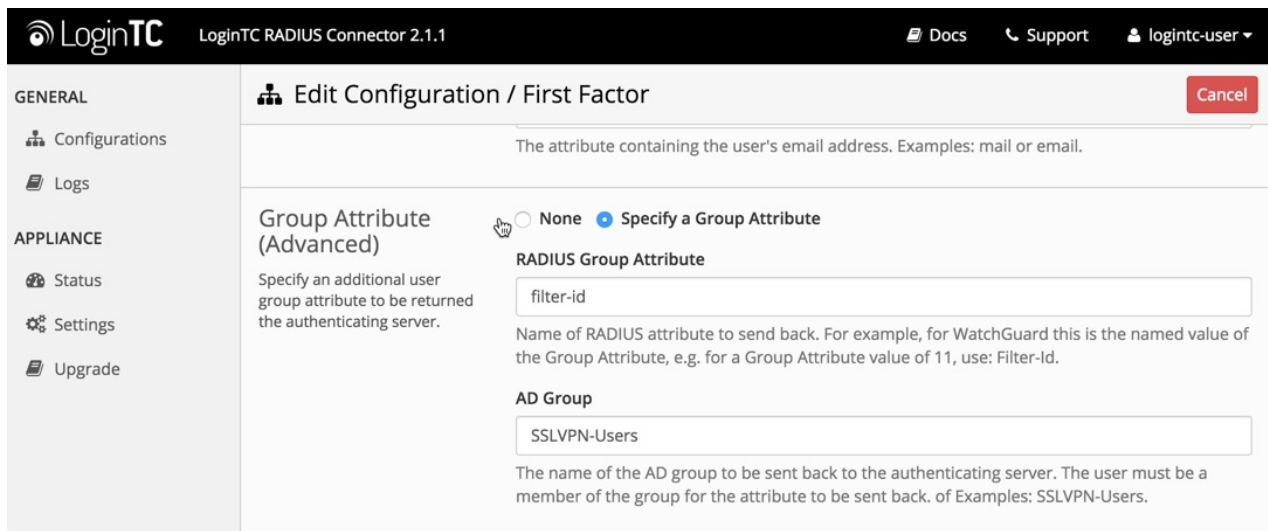 LoginTC LoginTC RADIUS Connector 2.1.1 Docs Support logintc-user
GENERAL
Configurations
Logs
APPLIANCE
Status
Settings
Upgrade
Edit Configuration / First Factor Cancel
The attribute containing the user's email address. Examples: mail or email.
Group Attribute
(Advanced)
Specify an additional user
group attribute to be returned
the authenticating server.
None Specify a Group Attribute
RADIUS Group Attribute
filter-id
Name of RADIUS attribute to send back. For example, for WatchGuard this is the named value of
the Group Attribute, e.g. for a Group Attribute value of 11, use: Filter-Id.
AD Group
SSLVPN-Users
The name of the AD group to be sent back to the authenticating server. The user must be a
member of the group for the attribute to be sent back. of Examples: SSLVPN-Users.